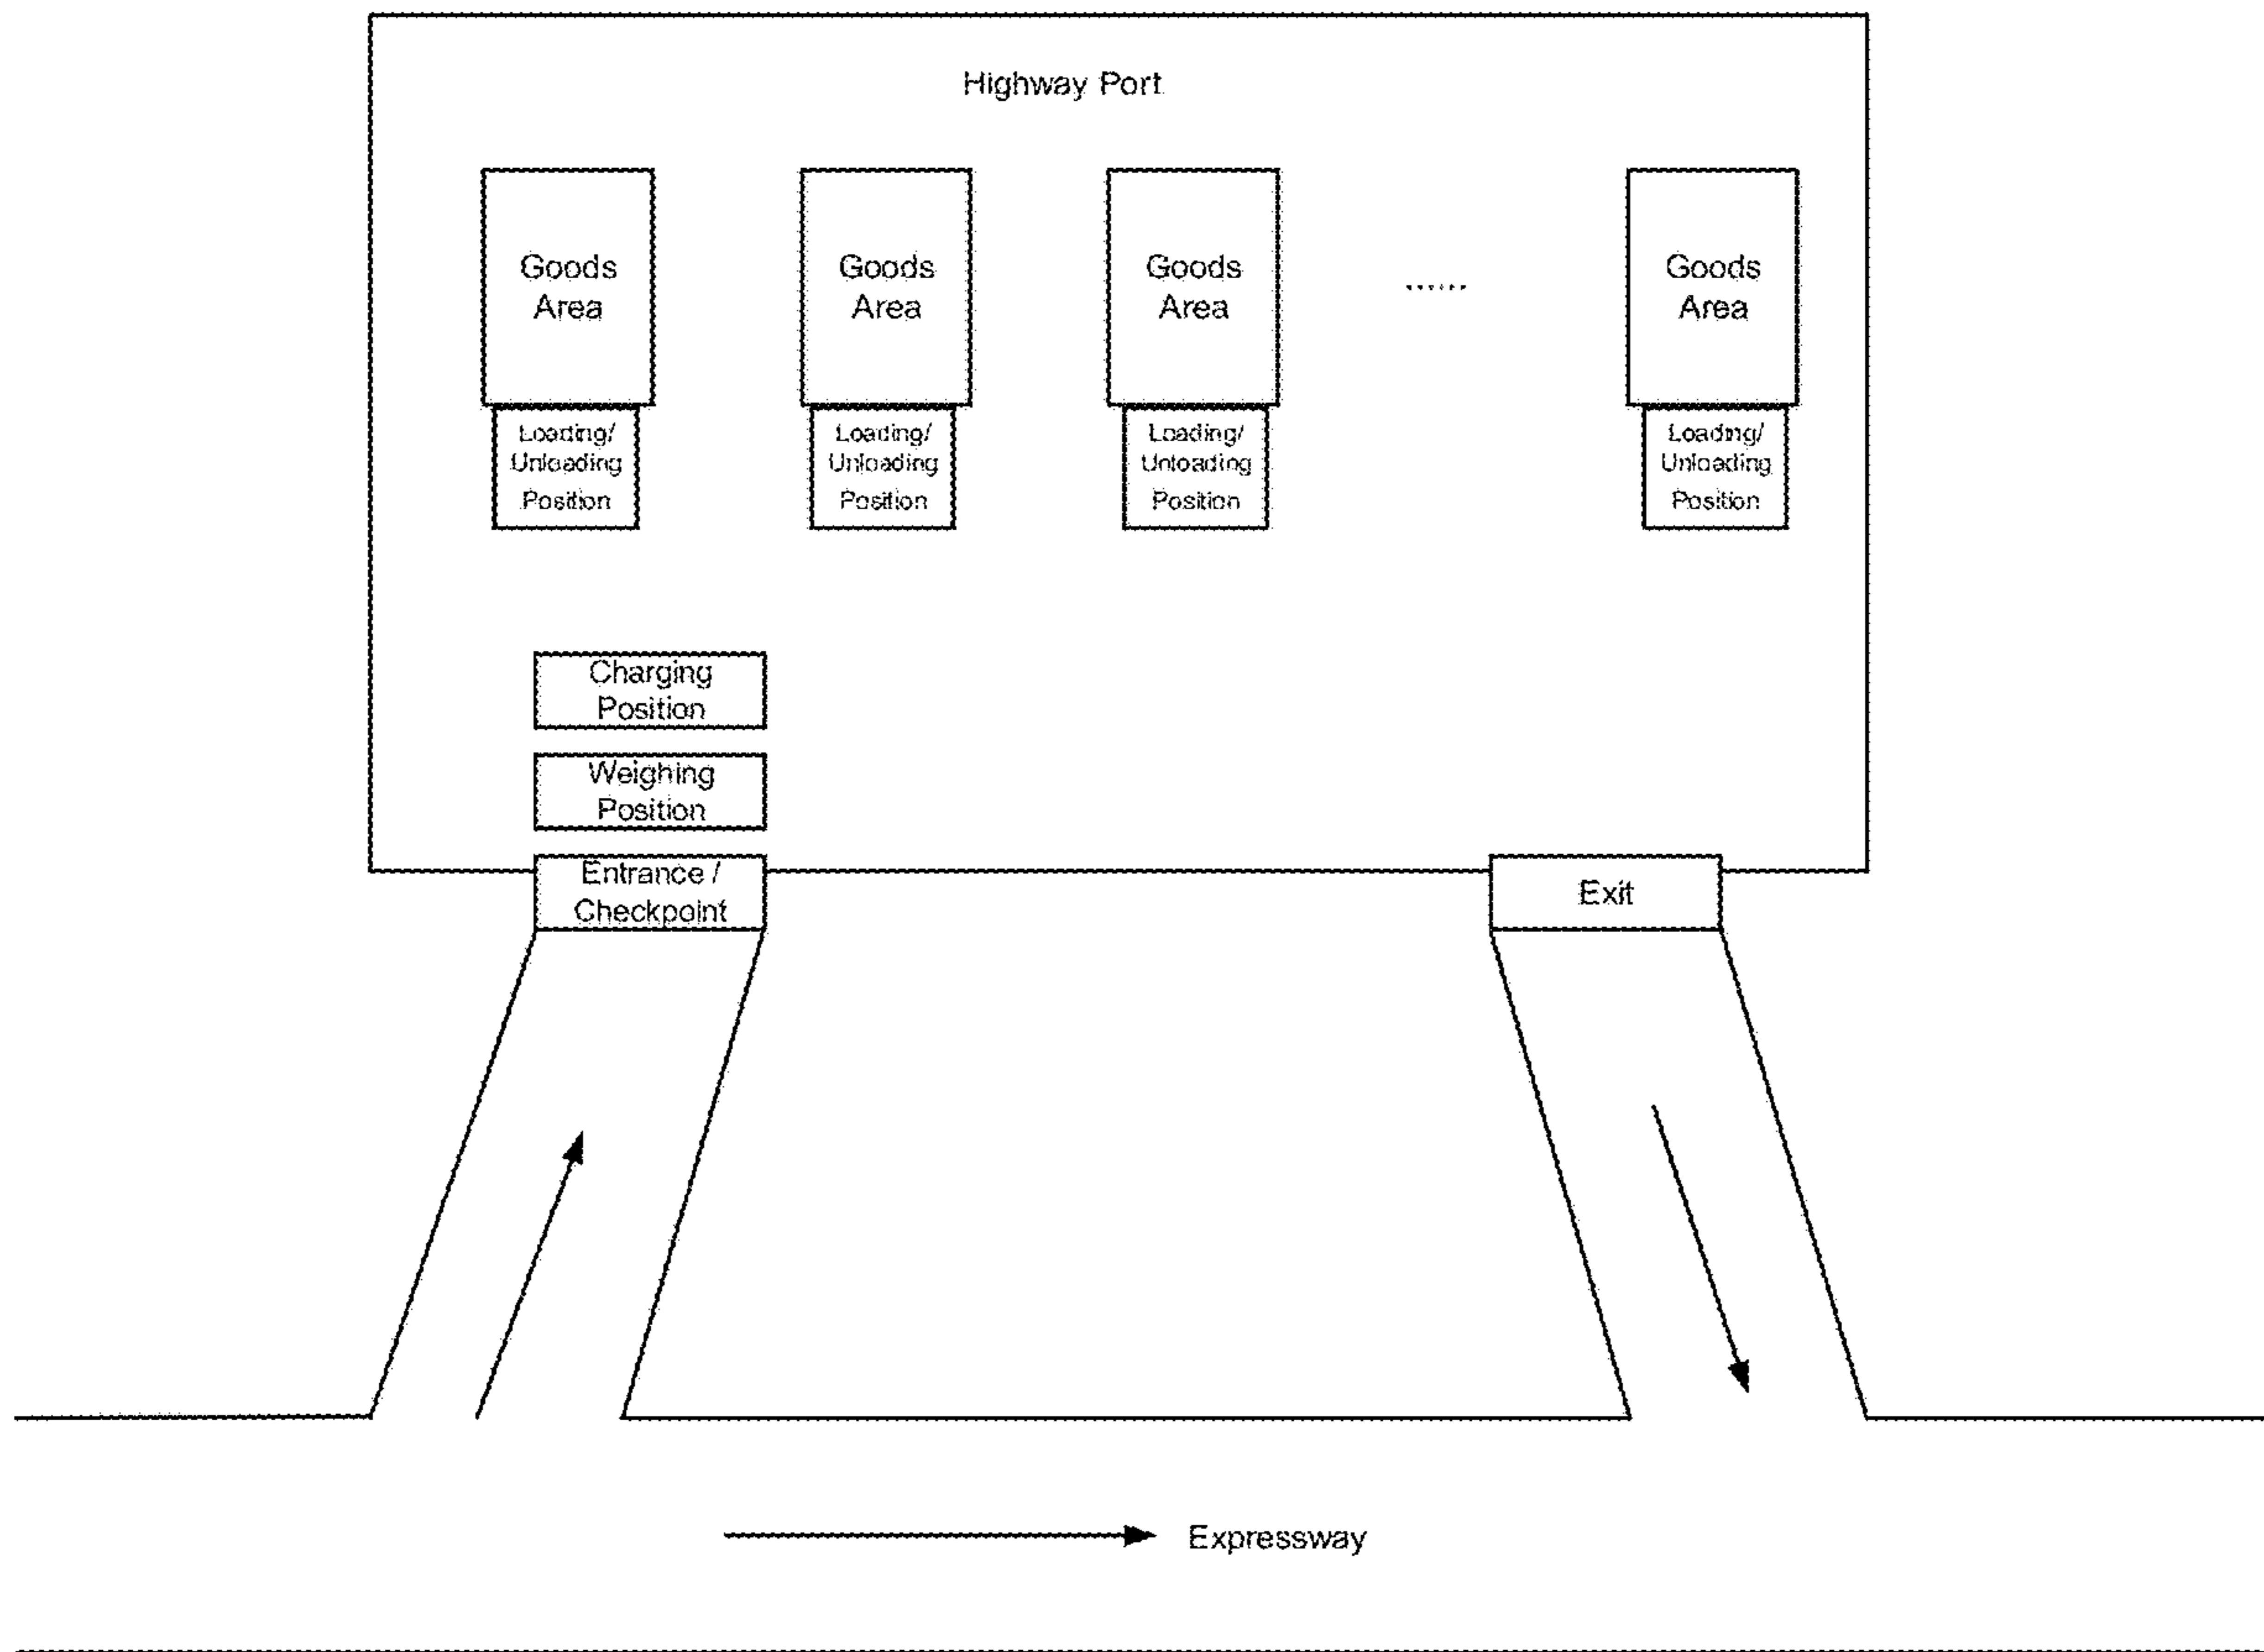 Highway Port
Goods
Area
Goods
Area
Goods
Area
......
Goods
Area
Loading/
Unloading
Position
Loading/
Unloading
Position
Loading/
Unloading
Position
Loading/
Unloading
Position
Charging
Position
Weighing
Position
Entrance /
Checkpoint
Exit
Expressway